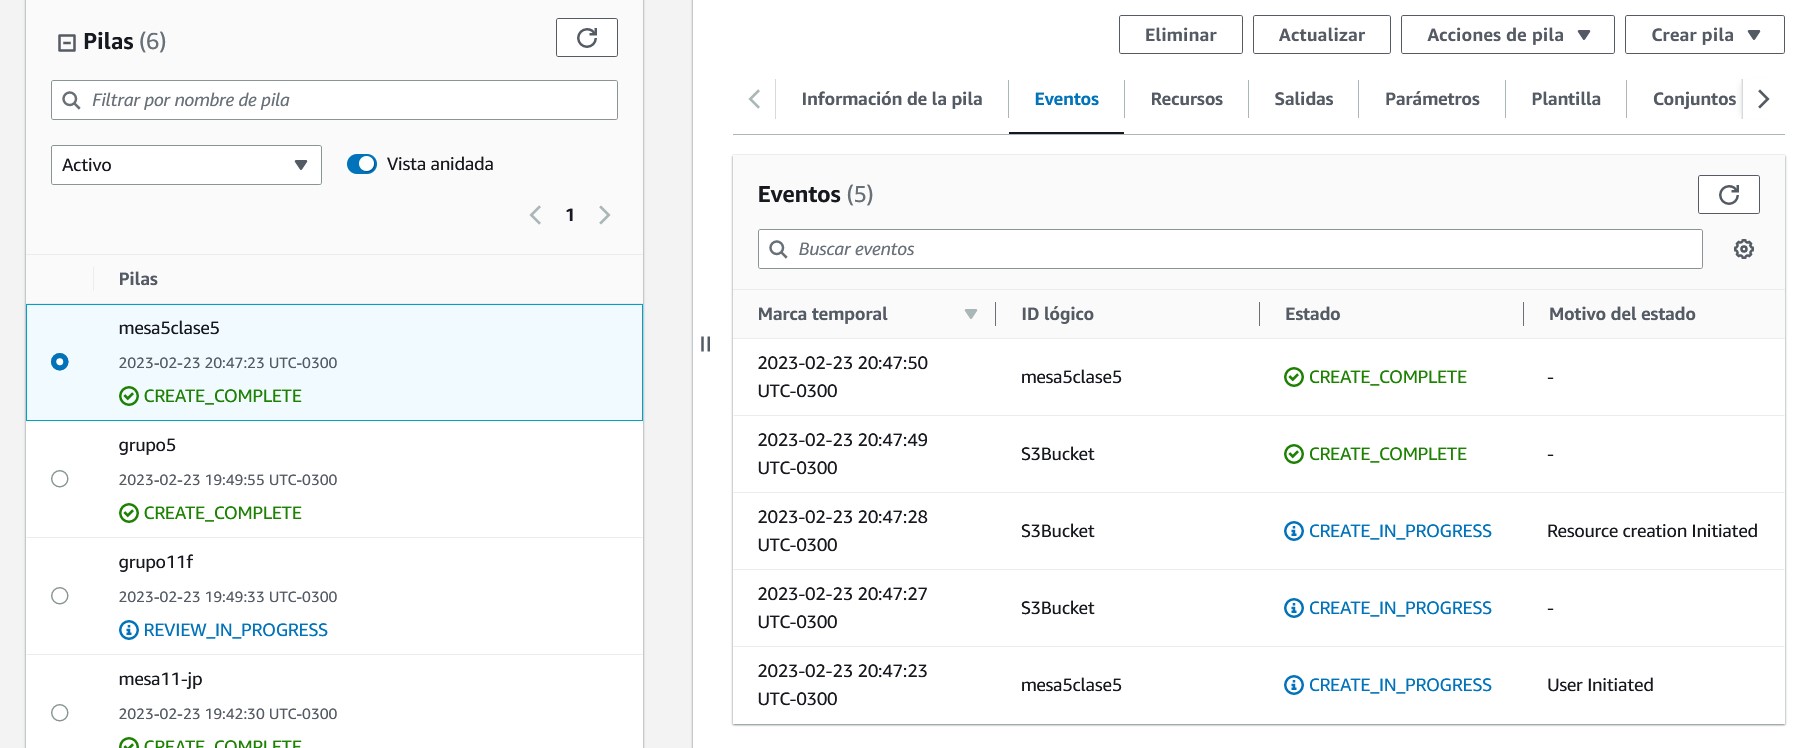 Pilas (6)
Filtrar por nombre de pila
Activo
Vista anidada
1
Pilas
mesa5clase5
2023-02-23 20:47:23 UTC-0300
CREATE_COMPLETE
grupo5
2023-02-23 19:49:55 UTC-0300
CREATE_COMPLETE
grupo11f
2023-02-23 19:49:33 UTC-0300
REVIEW_IN_PROGRESS
mesa11-jp
2023-02-23 19:42:30 UTC-0300
CREATE_COMPLETE
Eliminar
Actualizar
Acciones de pila
Crear pila
Información de la pila
Eventos
Recursos
Salidas
Parámetros
Plantilla
Conjuntos
Eventos (5)
Buscar eventos
Marca temporal ID lógico Estado Motivo del estado
2023-02-23 20:47:50
UTC-0300
mesa5clase5
CREATE_COMPLETE
-
2023-02-23 20:47:49
UTC-0300
S3Bucket
CREATE_COMPLETE
-
2023-02-23 20:47:28
UTC-0300
S3Bucket
CREATE_IN_PROGRESS
Resource creation Initiated
2023-02-23 20:47:27
UTC-0300
S3Bucket
CREATE_IN_PROGRESS
-
2023-02-23 20:47:23
UTC-0300
mesa5clase5
CREATE_IN_PROGRESS
User Initiated